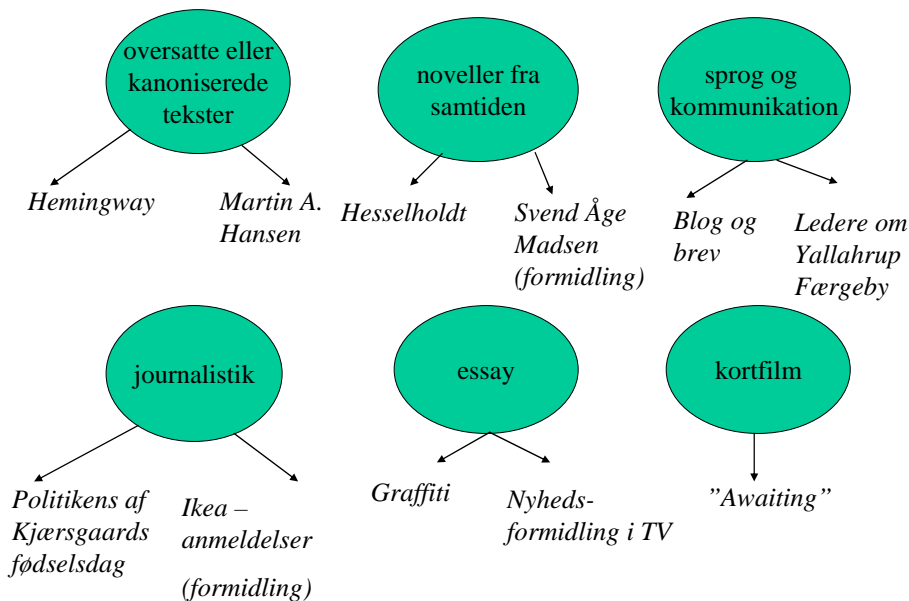 oversatte eller
kanoniserede
tekster
Hemingway
Martin A.
Hansen
noveller fra
samtiden
Hesselholdt
Svend Åge
Madsen
(formidling)
sprog og
kommunikation
Blog og
brev
Ledere om
Yallahrup
Færgeby
journalistik
Politikens af
Kjærsgaards
fødselsdag
Ikea –
anmeldelser
(formidling)
essay
Graffiti
Nyheds-
formidling i TV
kortfilm
”Awaiting”